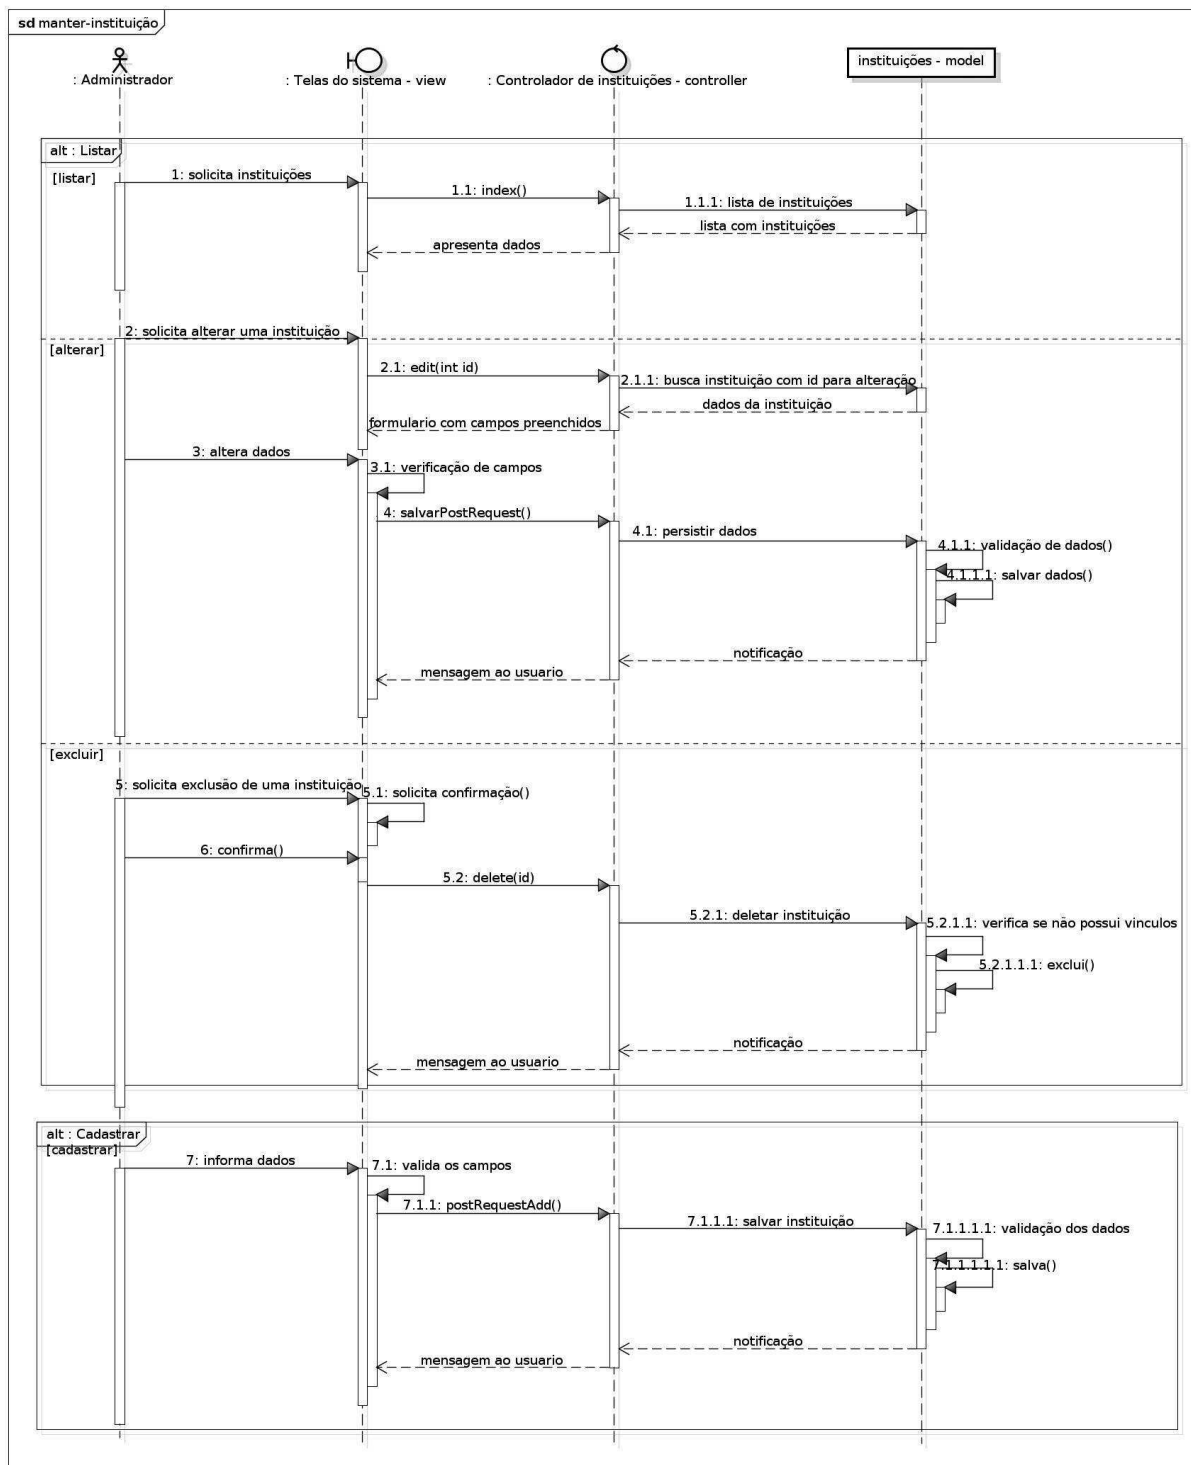 sd manter-instituição
: Administrador
: Telas do sistema - view
: Controlador de instituições - controller
instituições - model
alt : Listar
[listar]
1: solicita instituições
1.1: index()
1.1.1: lista de instituições
lista com instituições
apresenta dados
2: solicita alterar uma instituição
[alterar]
2.1: edit(int id)
2.1.1: busca instituição com id para alteração
dados da instituição
formulario com campos preenchidos
3: altera dados
3.1: verificação de campos
4: salvarPostRequest()
4.1: persistir dados
4.1.1: validação de dados()
4.1.1.1: salvar dados()
notificação
mensagem ao usuario
[excluir]
5: solicita exclusão de uma instituição
5.1: solicita confirmação()
6: confirma()
5.2: delete(id)
5.2.1: deletar instituição
5.2.1.1: verifica se não possui vinculos
5.2.1.1.1: exclui()
notificação
mensagem ao usuario
alt : Cadastrar
[cadastrar]
7: informa dados
7.1: valida os campos
7.1.1: postRequestAdd()
7.1.1.1: salvar instituição
7.1.1.1.1: validação dos dados
7.1.1.1.1.1: salva()
notificação
mensagem ao usuario